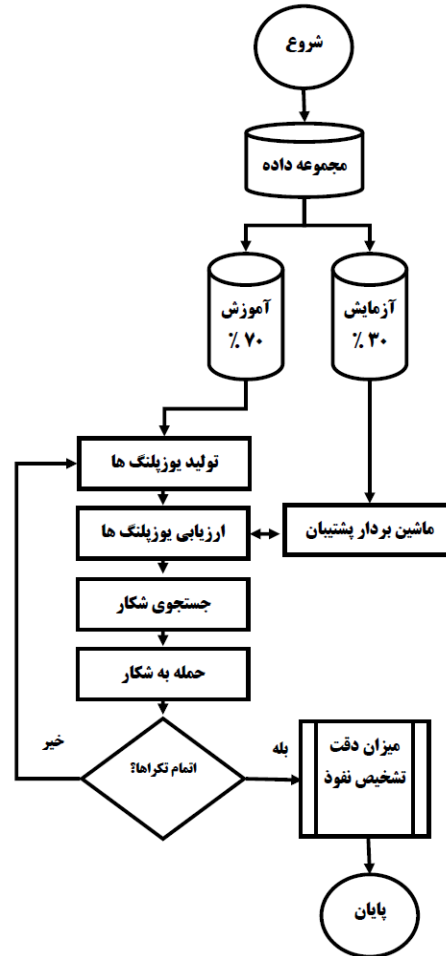 شروع
مجموعه داده
آزمایش
۳۰ %
آموزش
۷۰ %
تولید یوزپلنگ ها
ارزیابی یوزپلنگ ها
ماشین بردار پشتیبان
جستجوی شکار
حمله به شکار
اتمام تکراها؟
خیر
بله
میزان دقت
تشخیص نفوذ
پایان